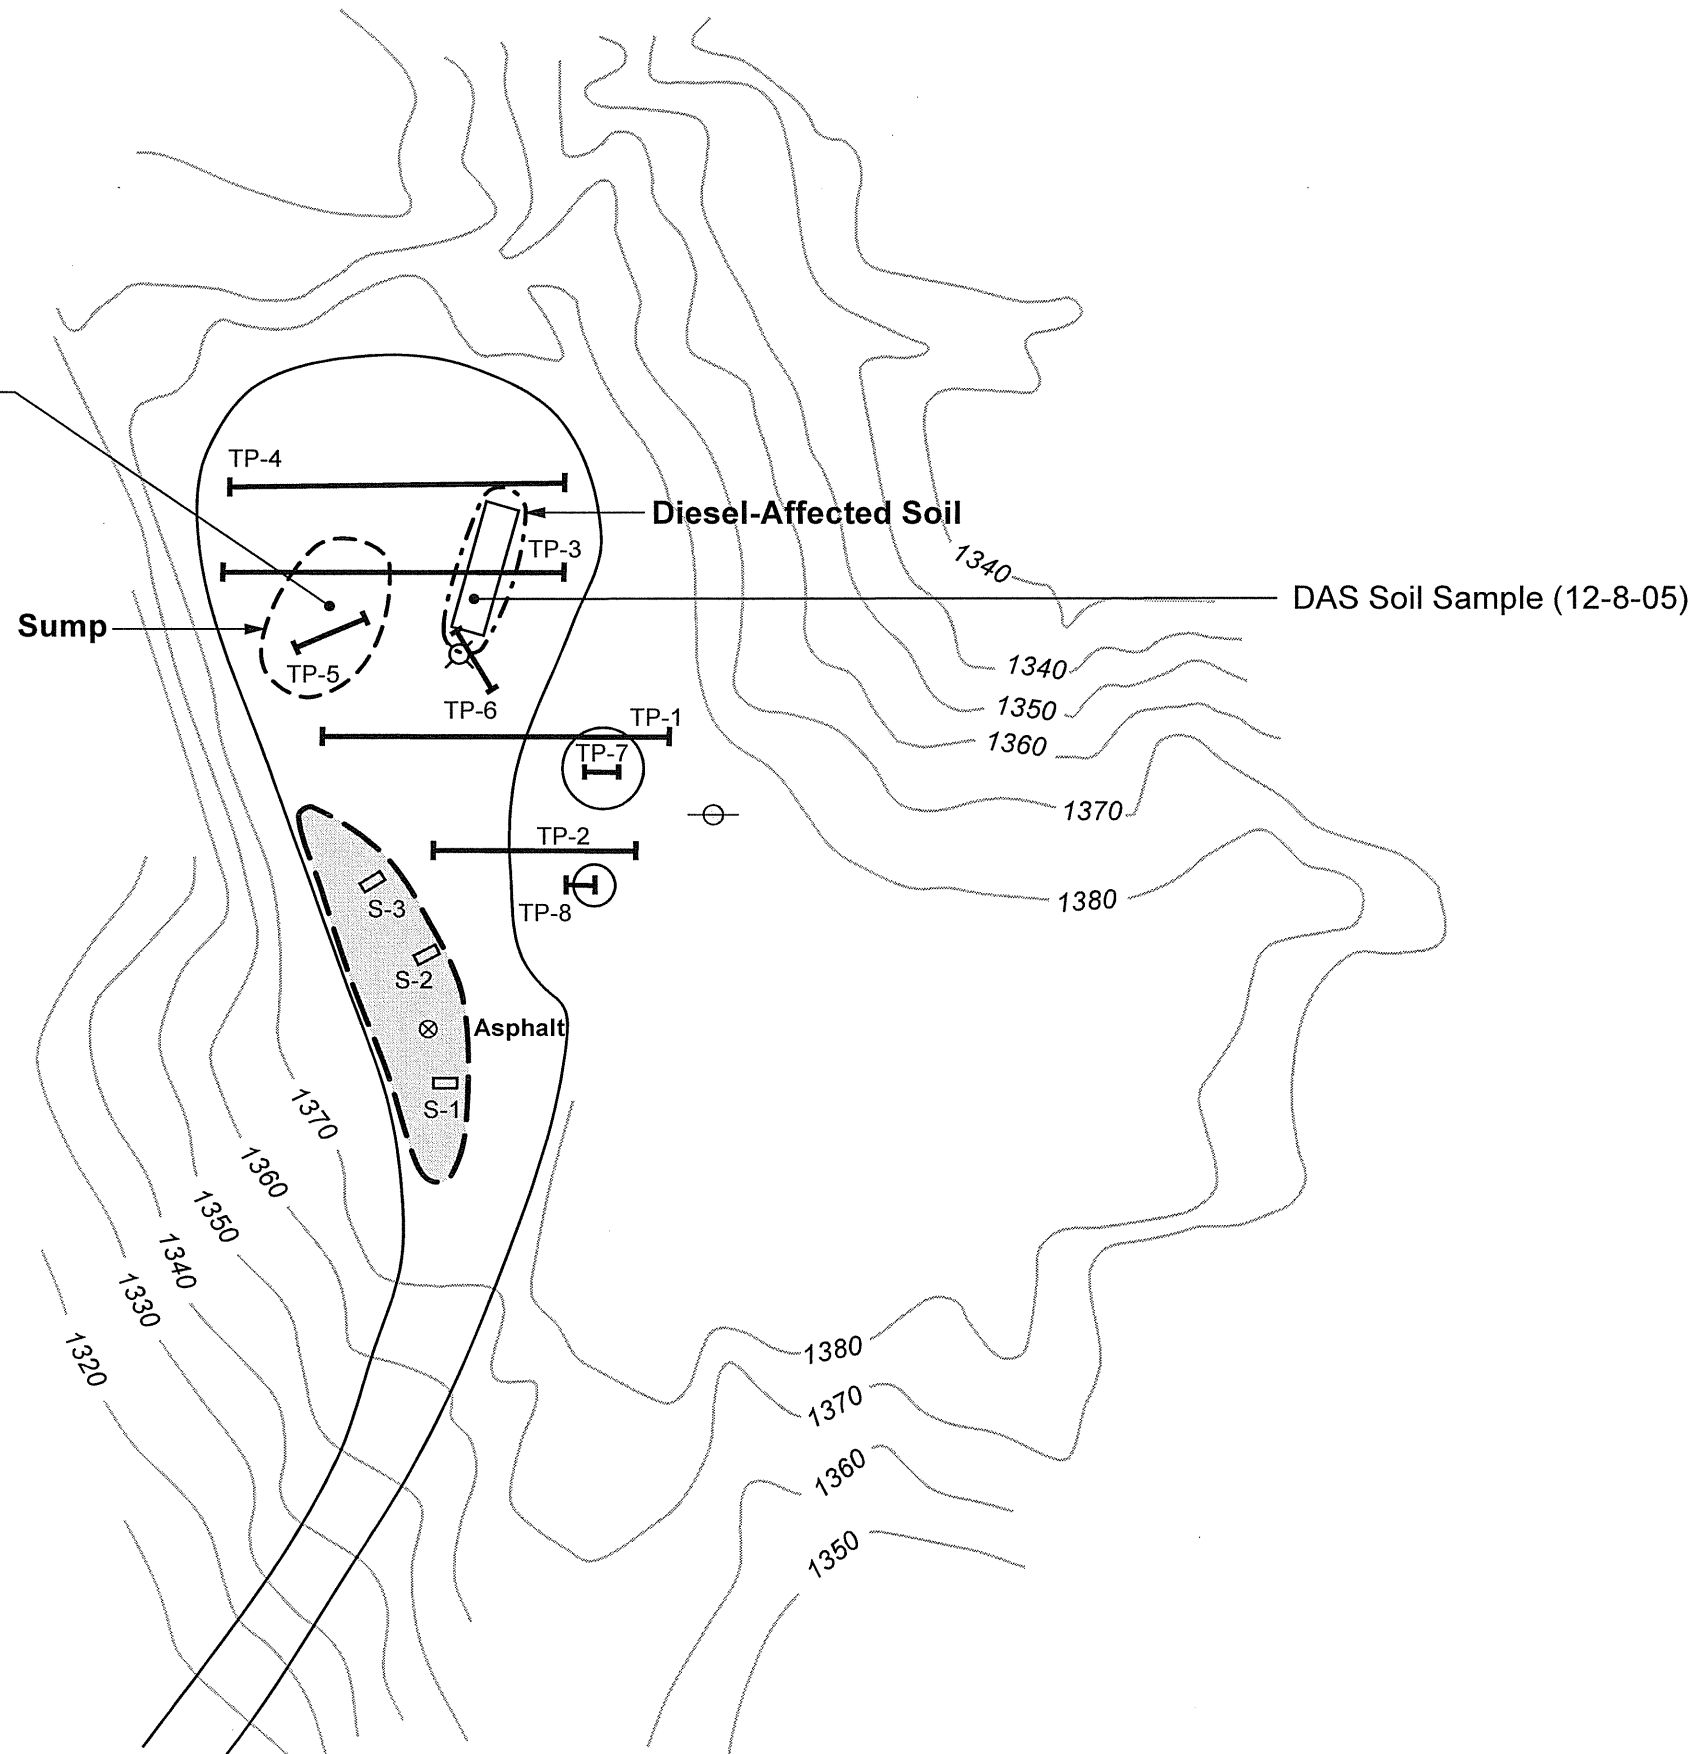 TP-4
Diesel-Affected Soil
TP-3
1340
DAS Soil Sample (12-8-05)
Sump
TP-5
1340
TP-6
1350
TP-1
1360
TP-7
1370
TP-2
1380
S-3
TP-8
S-2
Asphalt
S-1
1370
1360
1350
1340
1330
1320
1380
1370
1360
1350